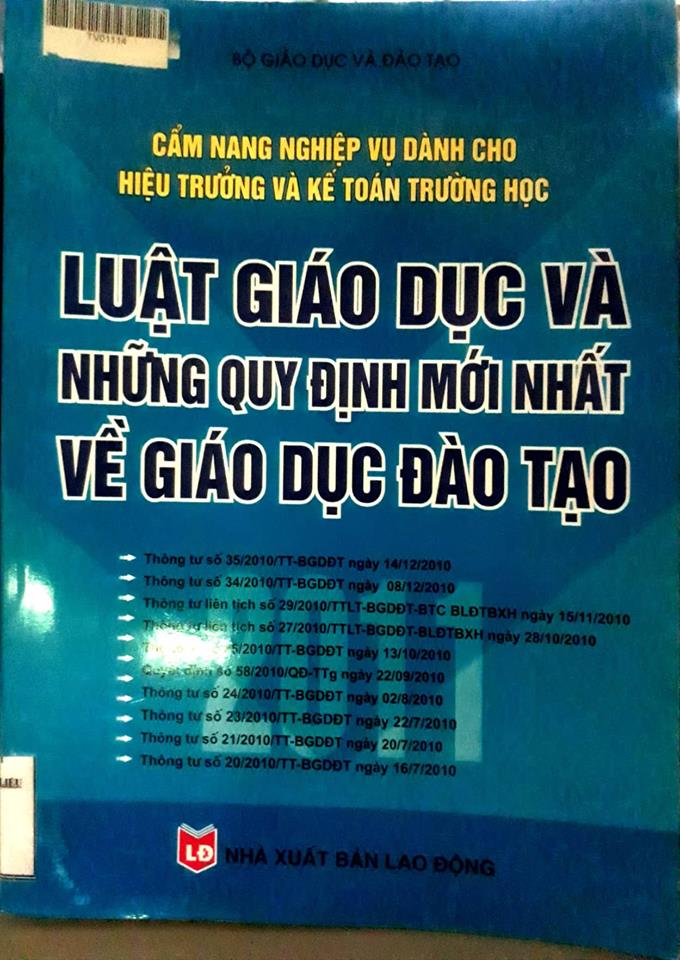 TV01114
BỘ GIÁO DỤC VÀ ĐÀO TẠO
CẨM NANG NGHIỆP VỤ DÀNH CHO
HIỆU TRƯỞNG VÀ KẾ TOÁN TRƯỜNG HỌC
LUẬT GIÁO DỤC VÀ
NHỮNG QUY ĐỊNH MỚI NHẤT
VỀ GIÁO DỤC ĐÀO TẠO
2011
Thông tư số 35/2010/TT-BGDĐT ngày 14/12/2010
Thông tư số 34/2010/TT-BGDĐT ngày 08/12/2010
Thông tư liên tịch số 29/2010/TTLT-BGDĐT-BTC BLĐTBXH ngày 15/11/2010
Thông tư liên tịch số 27/2010/TTLT-BGDĐT-BLĐTBXH ngày 28/10/2010
5/2010/TT-BGDĐT ngày 13/10/2010
Quyết định số 58/2010/QĐ-TTg ngày 22/09/2010
Thông tư số 24/2010/TT-BGDĐT ngày 02/8/2010
Thông tư số 23/2010/TT-BGDĐT ngày 22/7/2010
Thông tư số 21/2010/TT-BGDĐT ngày 20/7/2010
Thông tư số 20/2010/TT-BGDĐT ngày 16/7/2010
LIỆU
LĐ NHÀ XUẤT BẢN LAO ĐỘNG